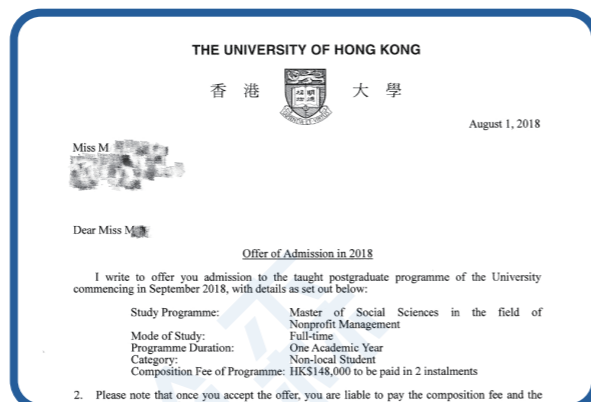 THE UNIVERSITY OF HONG KONG
香港 大學
August 1, 2018
Miss M
Dear Miss M
Offer of Admission in 2018
I write to offer you admission to the taught postgraduate programme of the University
commencing in September 2018, with details as set out below:
Study Programme: Master of Social Sciences in the field of
Nonprofit Management
Mode of Study: Full-time
Programme Duration: One Academic Year
Category: Non-local Student
Composition Fee of Programme: HK$148,000 to be paid in 2 instalments
2. Please note that once you accept the offer, you are liable to pay the composition fee and the